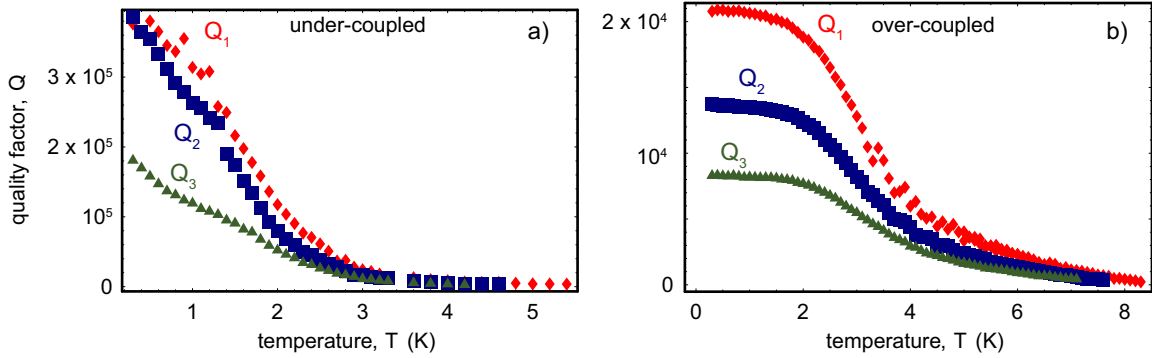 under-coupled
a)
Q₁
Q₂
Q₃
quality factor, Q
3 x 10⁵
2 x 10⁵
10⁵
0
1
2
3
4
5
temperature, T (K)
over-coupled
b)
Q₁
Q₂
Q₃
2 x 10⁴
10⁴
0
0
2
4
6
8
temperature, T (K)